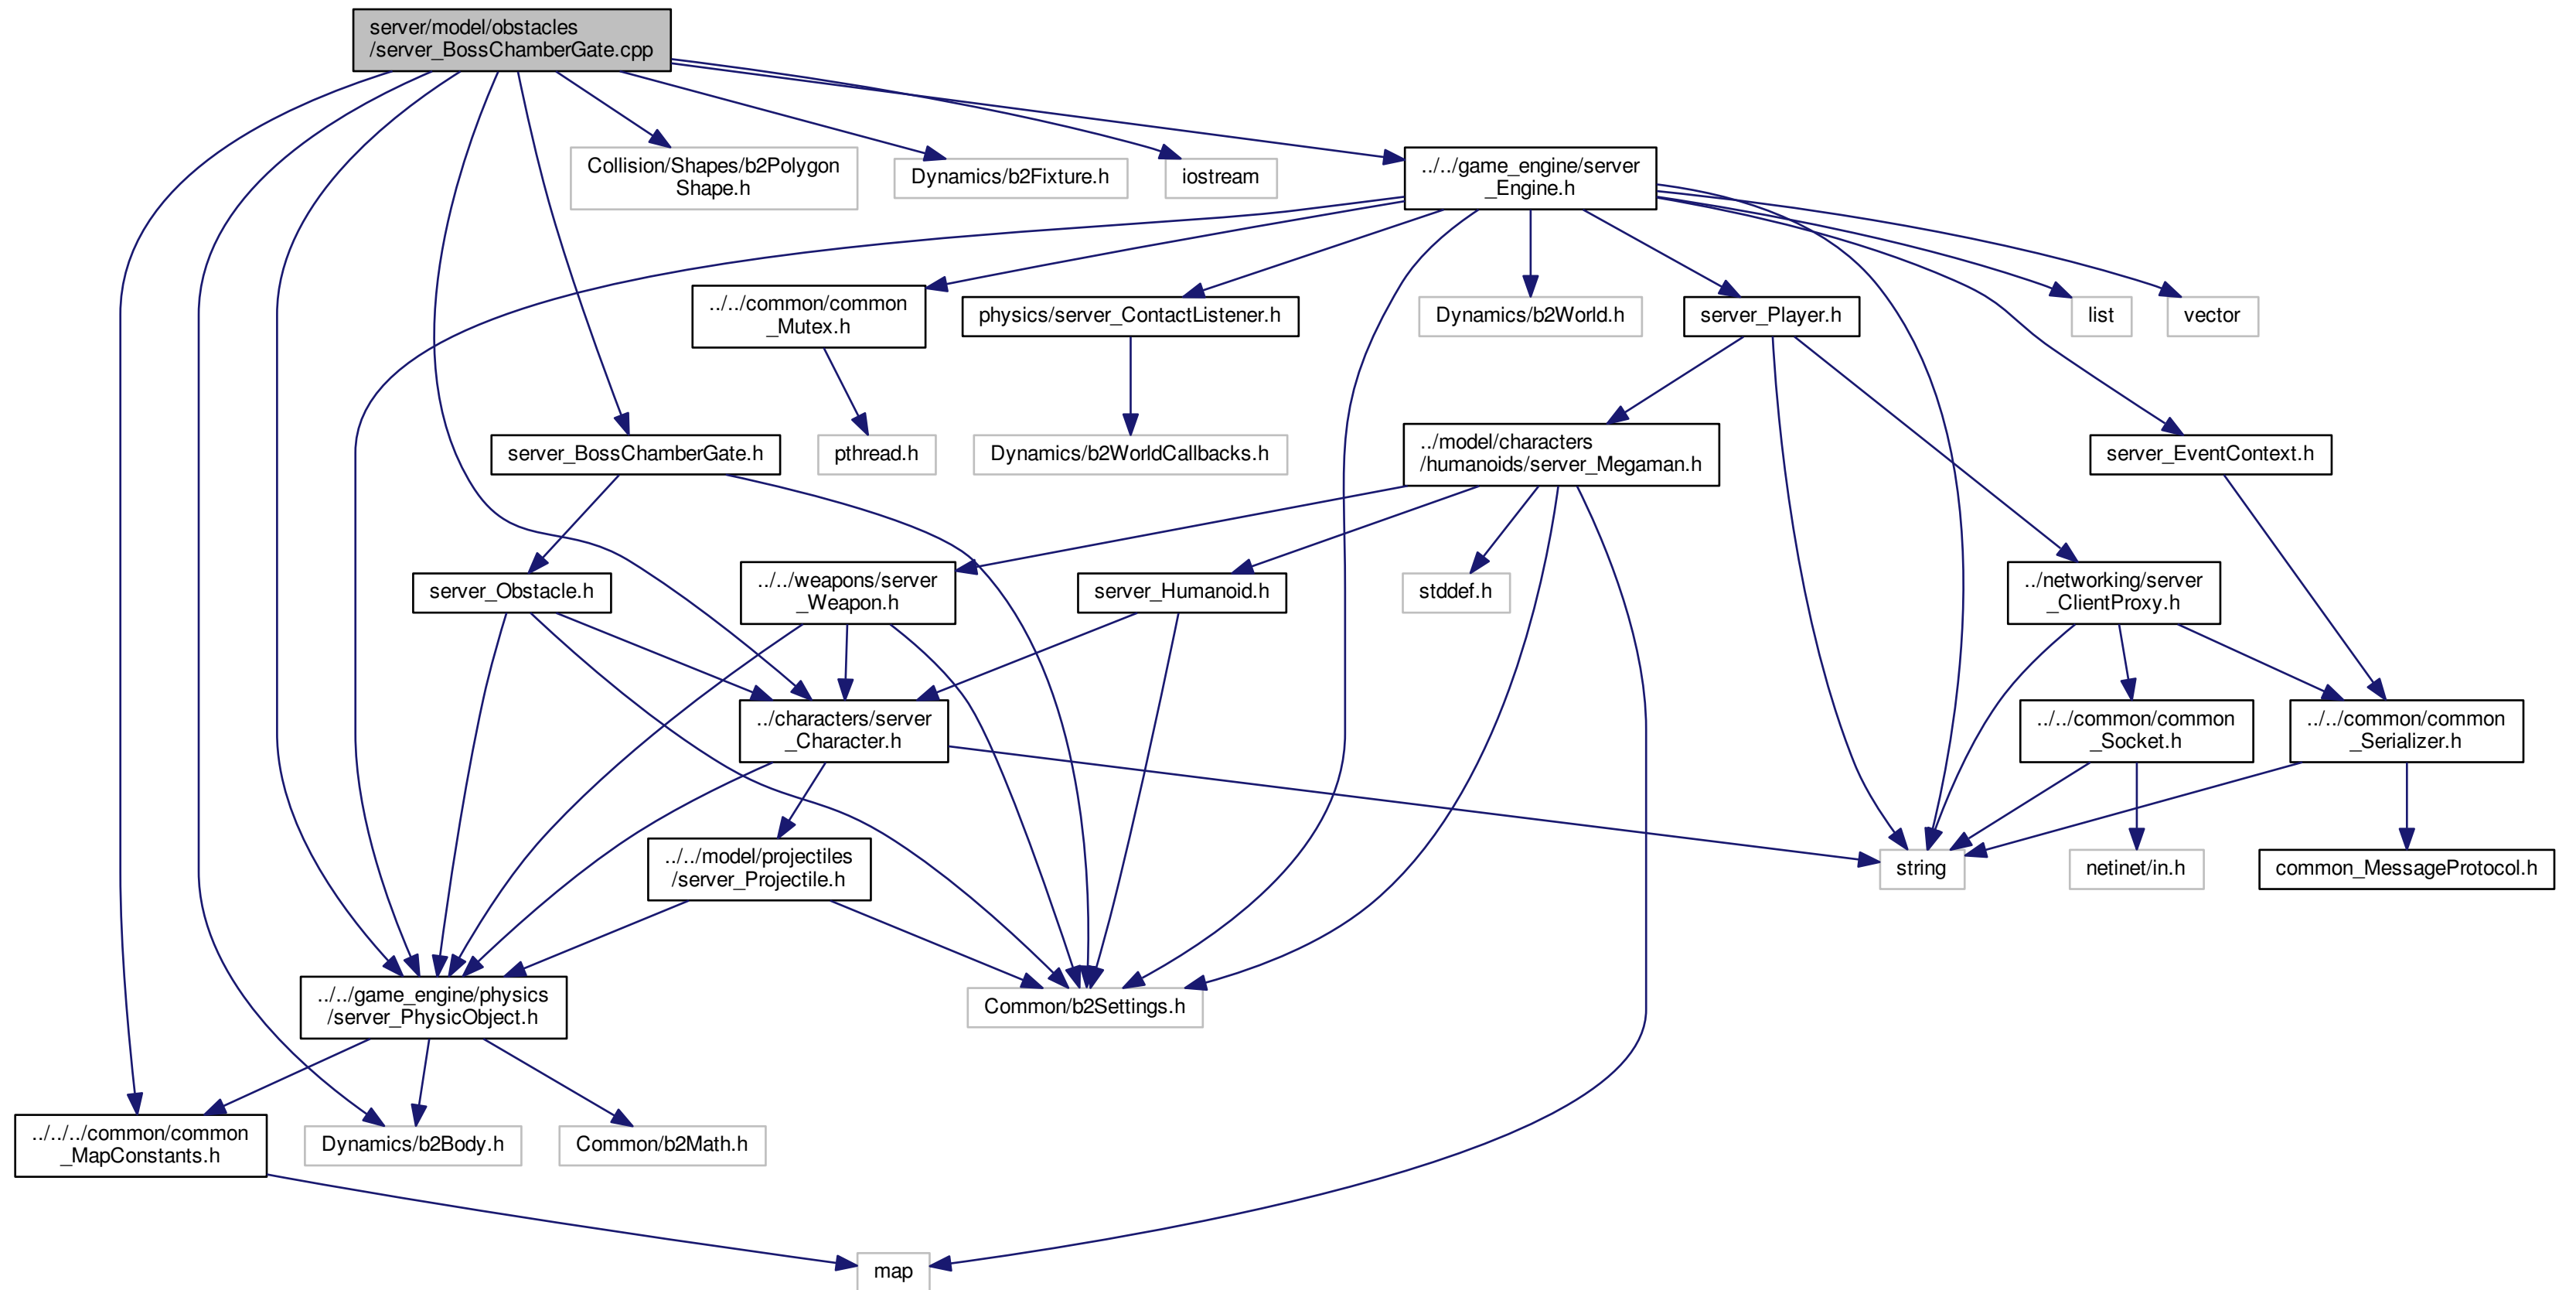 server/model/obstacles
/server_BossChamberGate.cpp
Collision/Shapes/b2Polygon
Shape.h
Dynamics/b2Fixture.h
iostream
../../game_engine/server
_Engine.h
../../common/common
_Mutex.h
physics/server_ContactListener.h
Dynamics/b2World.h
server_Player.h
list
vector
server_BossChamberGate.h
pthread.h
Dynamics/b2WorldCallbacks.h
../model/characters
/humanoids/server_Megaman.h
server_EventContext.h
server_Obstacle.h
../../weapons/server
_Weapon.h
server_Humanoid.h
stddef.h
../networking/server
_ClientProxy.h
../characters/server
_Character.h
../../common/common
_Socket.h
../../common/common
_Serializer.h
../../model/projectiles
/server_Projectile.h
string
netinet/in.h
common_MessageProtocol.h
../../game_engine/physics
/server_PhysicObject.h
Common/b2Settings.h
../../../common/common
_MapConstants.h
Dynamics/b2Body.h
Common/b2Math.h
map